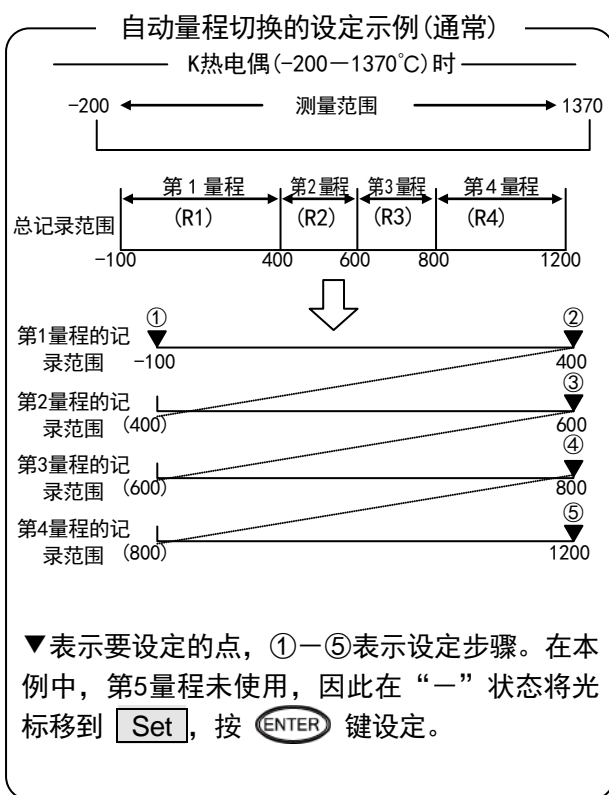 自动量程切换的设定示例(通常)
K热电偶(-200－1370℃)时
-200 测量范围 1370
第1量程 第2量程 第3量程 第4量程
总记录范围 (R1) (R2) (R3) (R4)
-100 400 600 800 1200
① ②
第1量程的记
录范围 -100 400
③
第2量程的记
录范围 (400) 600
④
第3量程的记
录范围 (600) 800
⑤
第4量程的记
录范围 (800) 1200
▼表示要设定的点，①－⑤表示设定步骤。在本
例中，第5量程未使用，因此在“－”状态将光
标移到 Set，按 ENTER 键设定。